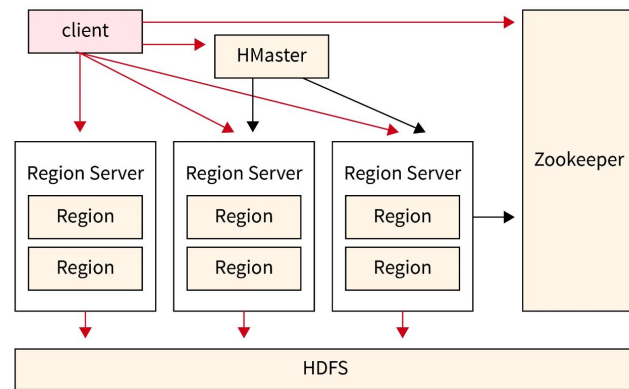 client
HMaster
Zookeeper
Region Server
Region
Region
Region Server
Region
Region
Region Server
Region
Region
HDFS